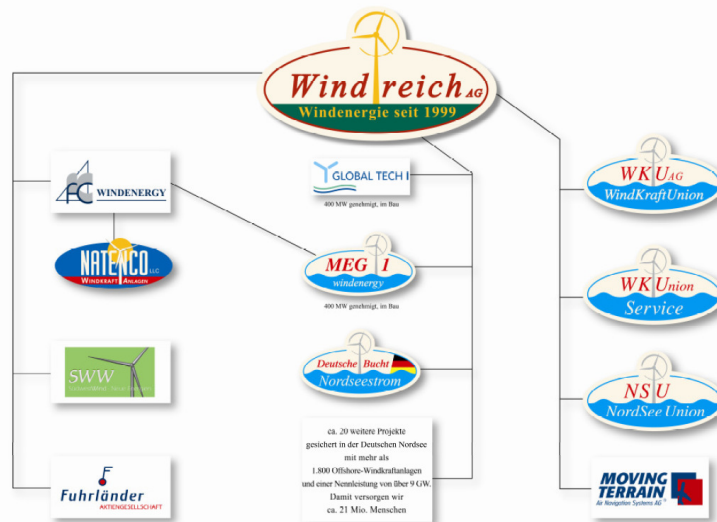 Windreich AG
Windenergie seit 1999
AFC WINDENERGY
NATENCO LLC
WINDKRAFT ANLAGEN
SWW
Fuhrländer
AKTIENGESELLSCHAFT
GLOBAL TECH I
400 MW genehmigt, im Bau
MEG 1
windenergy
400 MW genehmigt, im Bau
Deutsche Bucht
Nordseestrom
ca. 20 weitere Projekte
gesichert in der Deutschen Nordsee
mit mehr als
1.800 Offshore-Windkraftanlagen
und einer Nennleistung von über 9 GW.
Damit versorgen wir
ca. 21 Mio. Menschen
WKU AG
WindKraftUnion
WKUnion
Service
NSU
NordSee Union
MOVING
TERRAIN
Air Navigation Systems AG